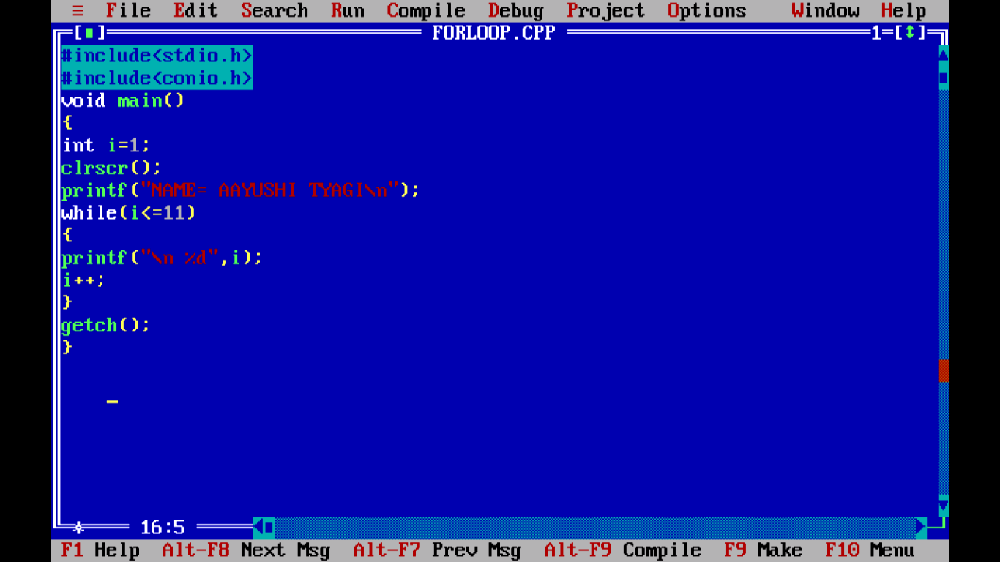 ≡ File Edit Search Run Compile Debug Project Options Window Help
[■] FORLOOP.CPP 1=[↕]
#include<stdio.h>
#include<conio.h>
void main()
{
int i=1;
clrscr();
printf("NAME= AAYUSHI TYAGI\n");
while(i<=11)
{
printf("\n %d",i);
i++;
}
getch();
}
_
16:5
F1 Help Alt-F8 Next Msg Alt-F7 Prev Msg Alt-F9 Compile F9 Make F10 Menu